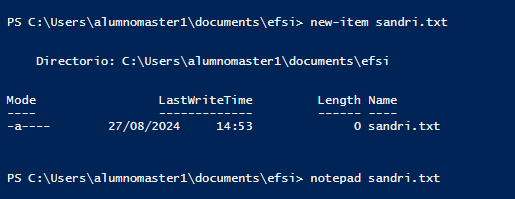 PS C:\Users\alumnomaster1\documents\efsi> new-item sandri.txt
Directorio: C:\Users\alumnomaster1\documents\efsi
Mode LastWriteTime Length Name
---- ------------- ------ ----
-a---- 27/08/2024 14:53 0 sandri.txt
PS C:\Users\alumnomaster1\documents\efsi> notepad sandri.txt